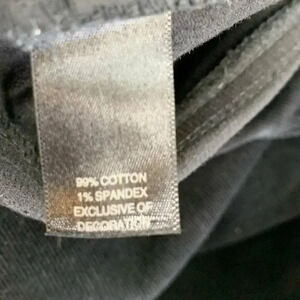 99% COTTON
1% SPANDEX
EXCLUSIVE OF
DECORATION